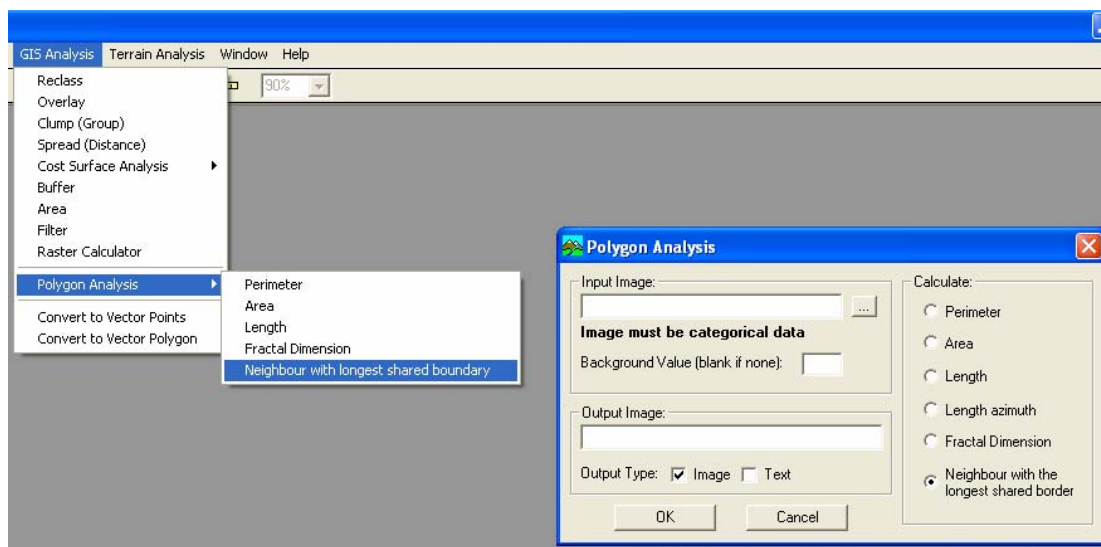 GIS Analysis Terrain Analysis Window Help
90%
Reclass
Overlay
Clump (Group)
Spread (Distance)
Cost Surface Analysis
Buffer
Area
Filter
Raster Calculator
Polygon Analysis
Convert to Vector Points
Convert to Vector Polygon
Perimeter
Area
Length
Fractal Dimension
Neighbour with longest shared boundary
Polygon Analysis
Input Image:
...
Image must be categorical data
Background Value (blank if none):
Output Image:
Output Type: Image Text
OK Cancel
Calculate:
Perimeter
Area
Length
Length azimuth
Fractal Dimension
Neighbour with the
longest shared border